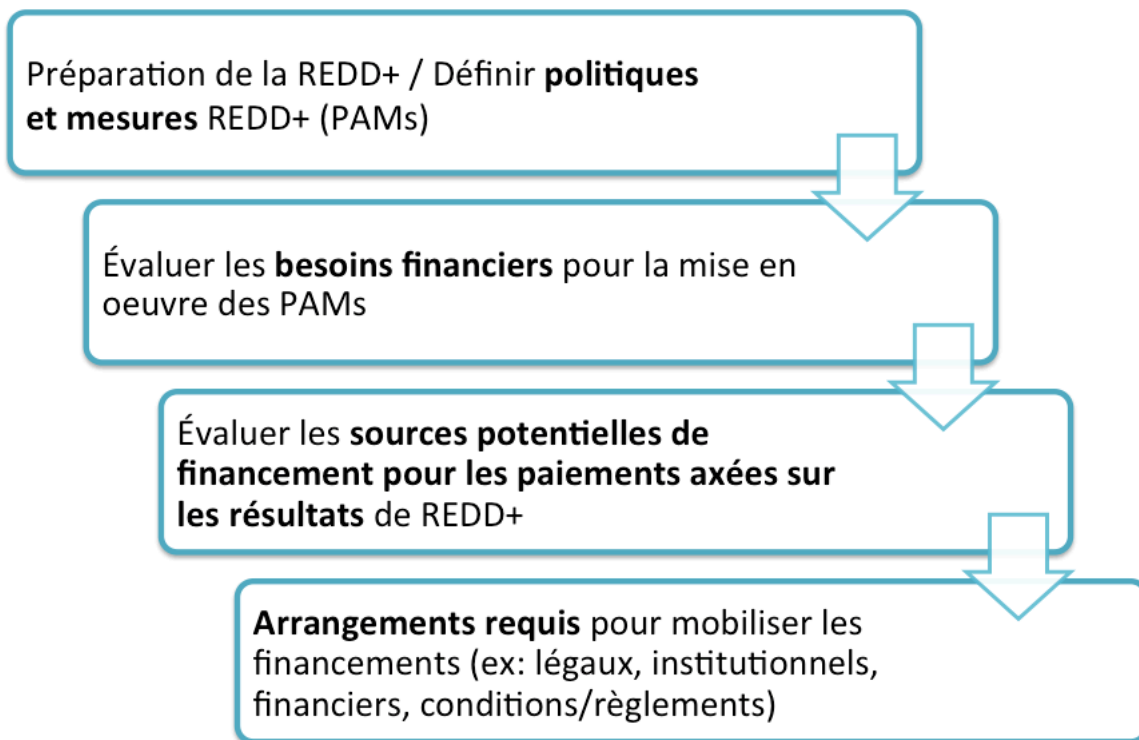 Préparation de la REDD+ / Définir politiques
et mesures REDD+ (PAMs)
Évaluer les besoins financiers pour la mise en
oeuvre des PAMs
Évaluer les sources potentielles de
financement pour les paiements axées sur
les résultats de REDD+
Arrangements requis pour mobiliser les
financements (ex: légaux, institutionnels,
financiers, conditions/règlements)